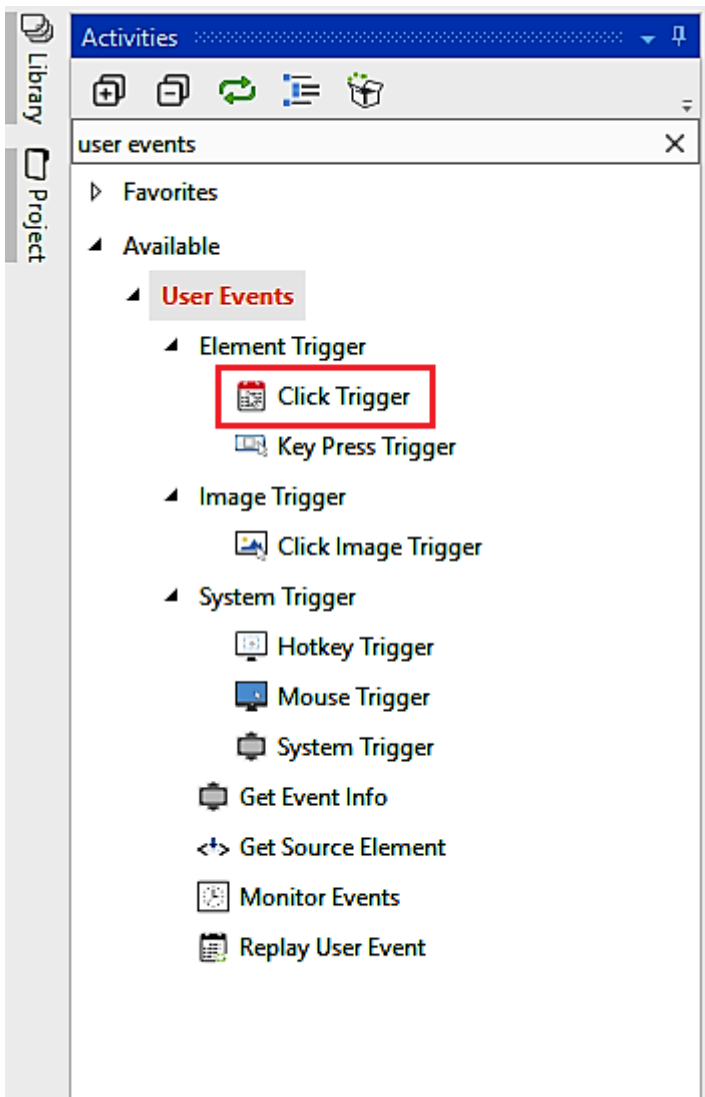 Library
Project
Activities
user events
Favorites
Available
User Events
Element Trigger
Click Trigger
Key Press Trigger
Image Trigger
Click Image Trigger
System Trigger
Hotkey Trigger
Mouse Trigger
System Trigger
Get Event Info
Get Source Element
Monitor Events
Replay User Event